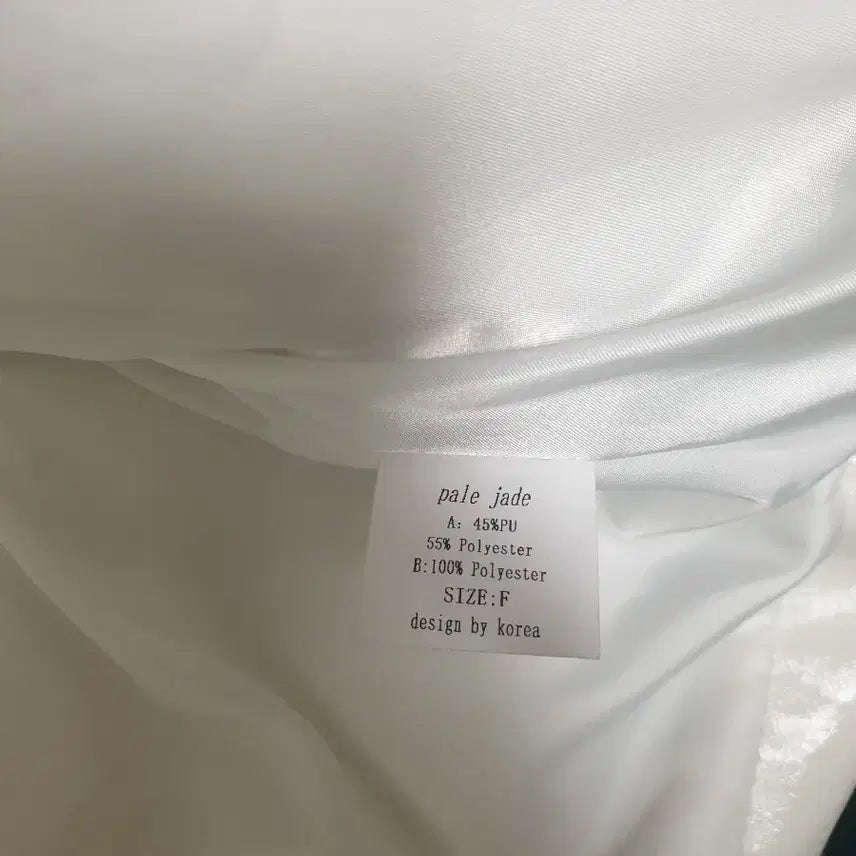 pale jade
A: 45%PU
55% Polyester
B:100% Polyester
SIZE:F
design by korea